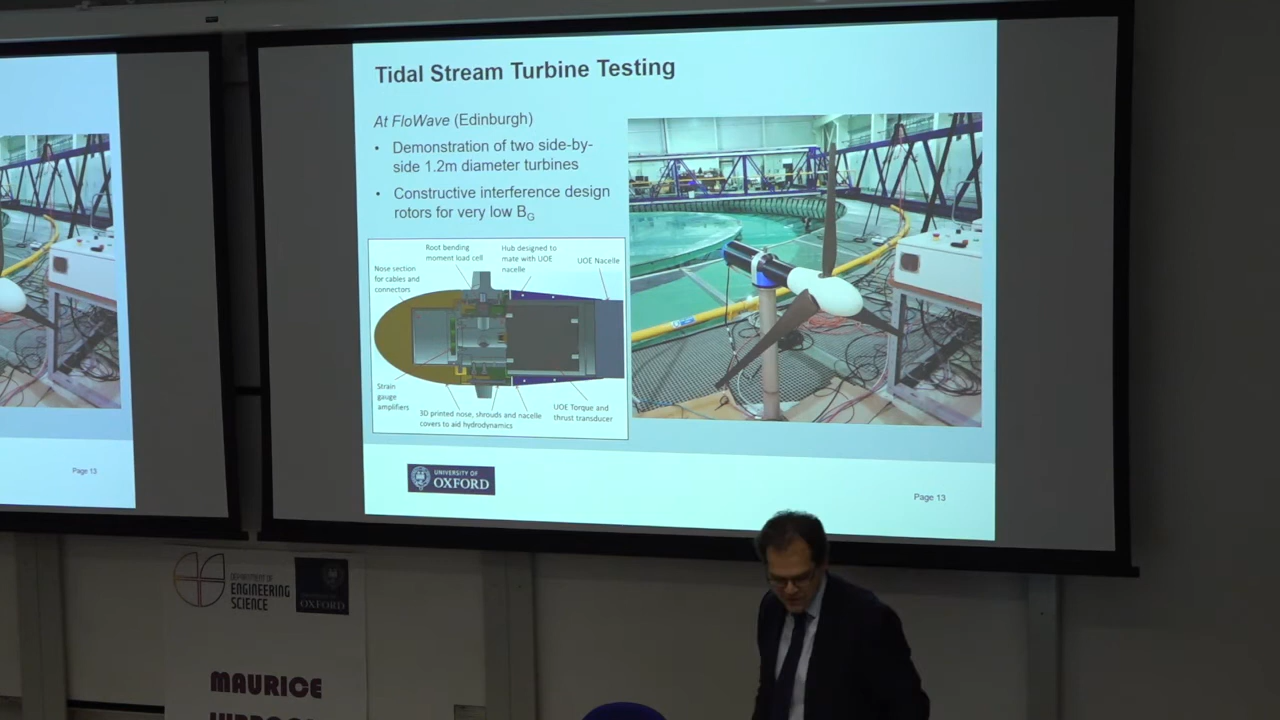 Tidal Stream Turbine Testing
At FloWave (Edinburgh)
• Demonstration of two side-by-
side 1.2m diameter turbines
• Constructive interference design
rotors for very low BG
Root bending
moment load cell
Hub designed to
mate with UOE
nacelle
UOE Nacelle
Nose section
for cables and
connectors
Strain
gauge
amplifiers
3D printed nose, shrouds and nacelle
covers to aid hydrodynamics
UOE Torque and
thrust transducer
UNIVERSITY OF
OXFORD
Page 13
Page 13
DEPARTMENT OF
ENGINEERING
SCIENCE
UNIVERSITY OF
OXFORD
MAURICE